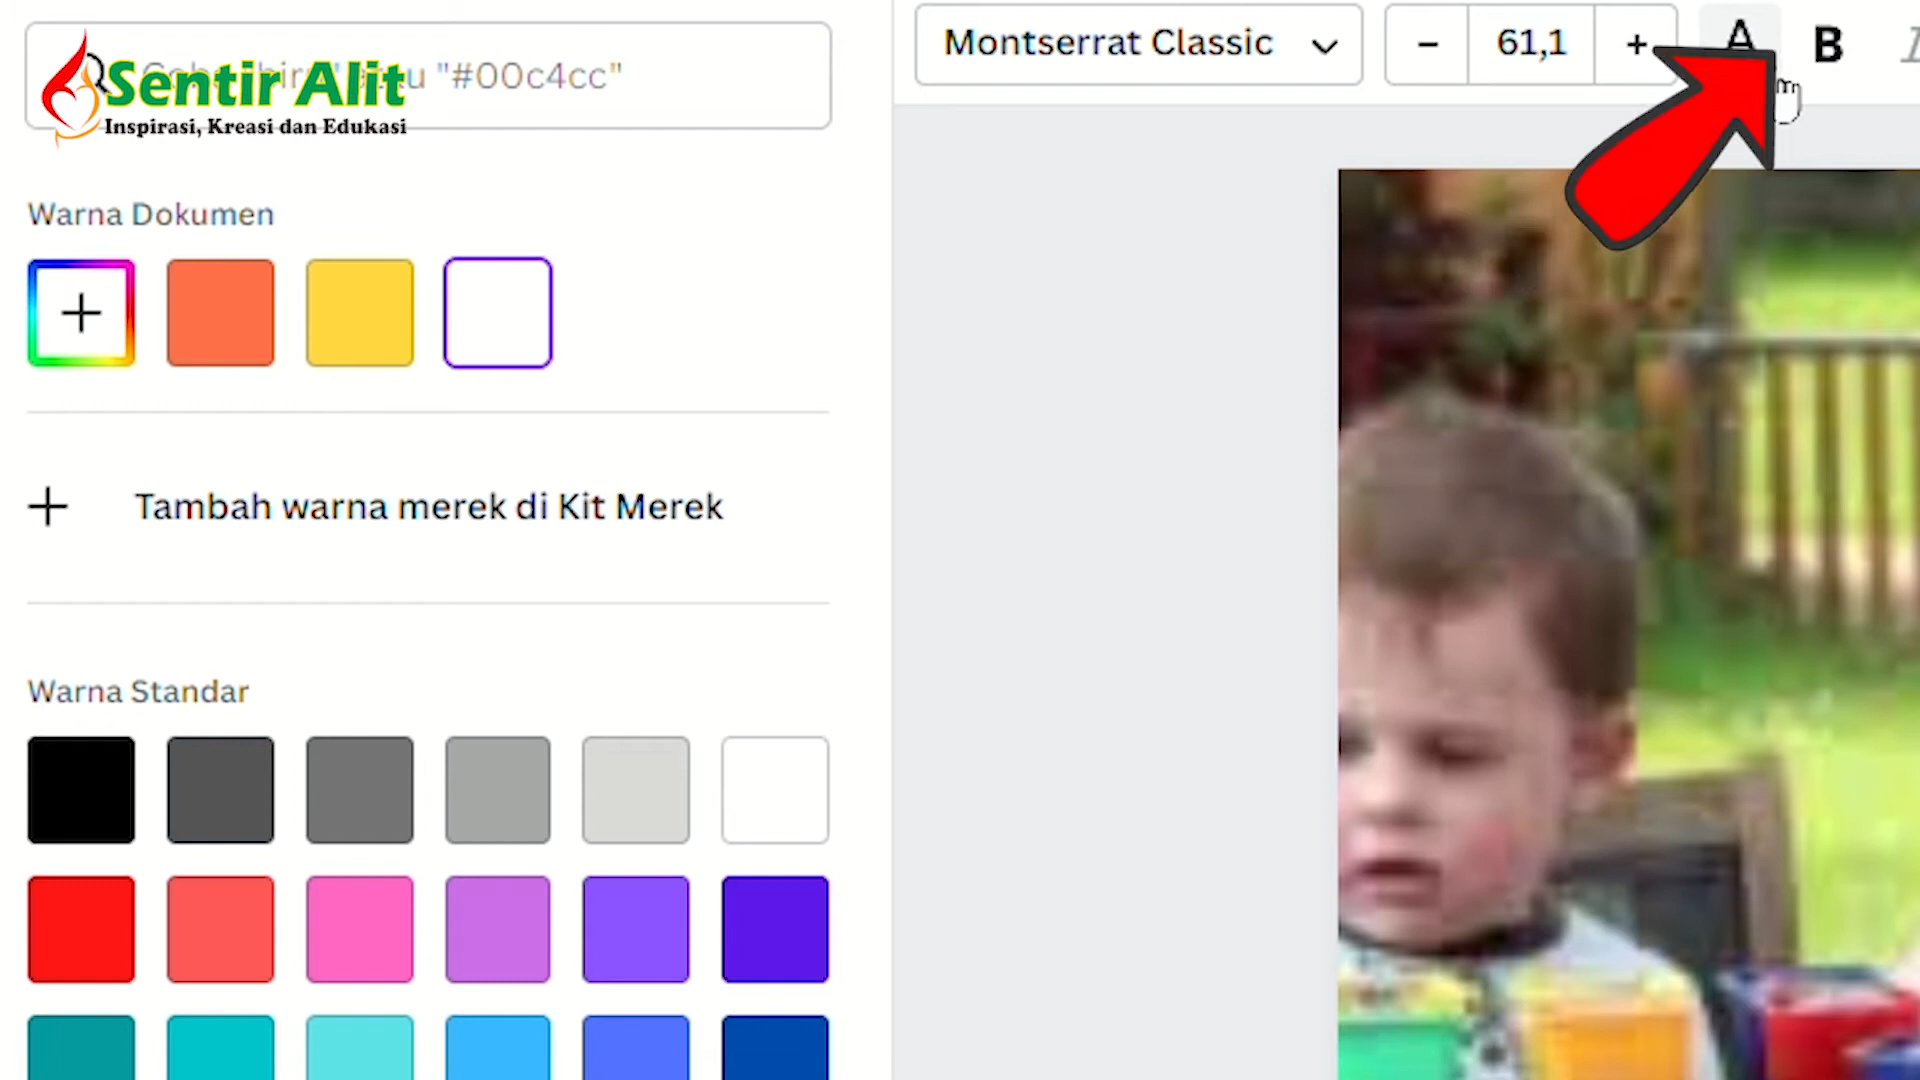 Sentir Alit
Inspirasi, Kreasi dan Edukasi
"#00c4cc"
Montserrat Classic
61,1
A
B
Warna Dokumen
Tambah warna merek di Kit Merek
Warna Standar